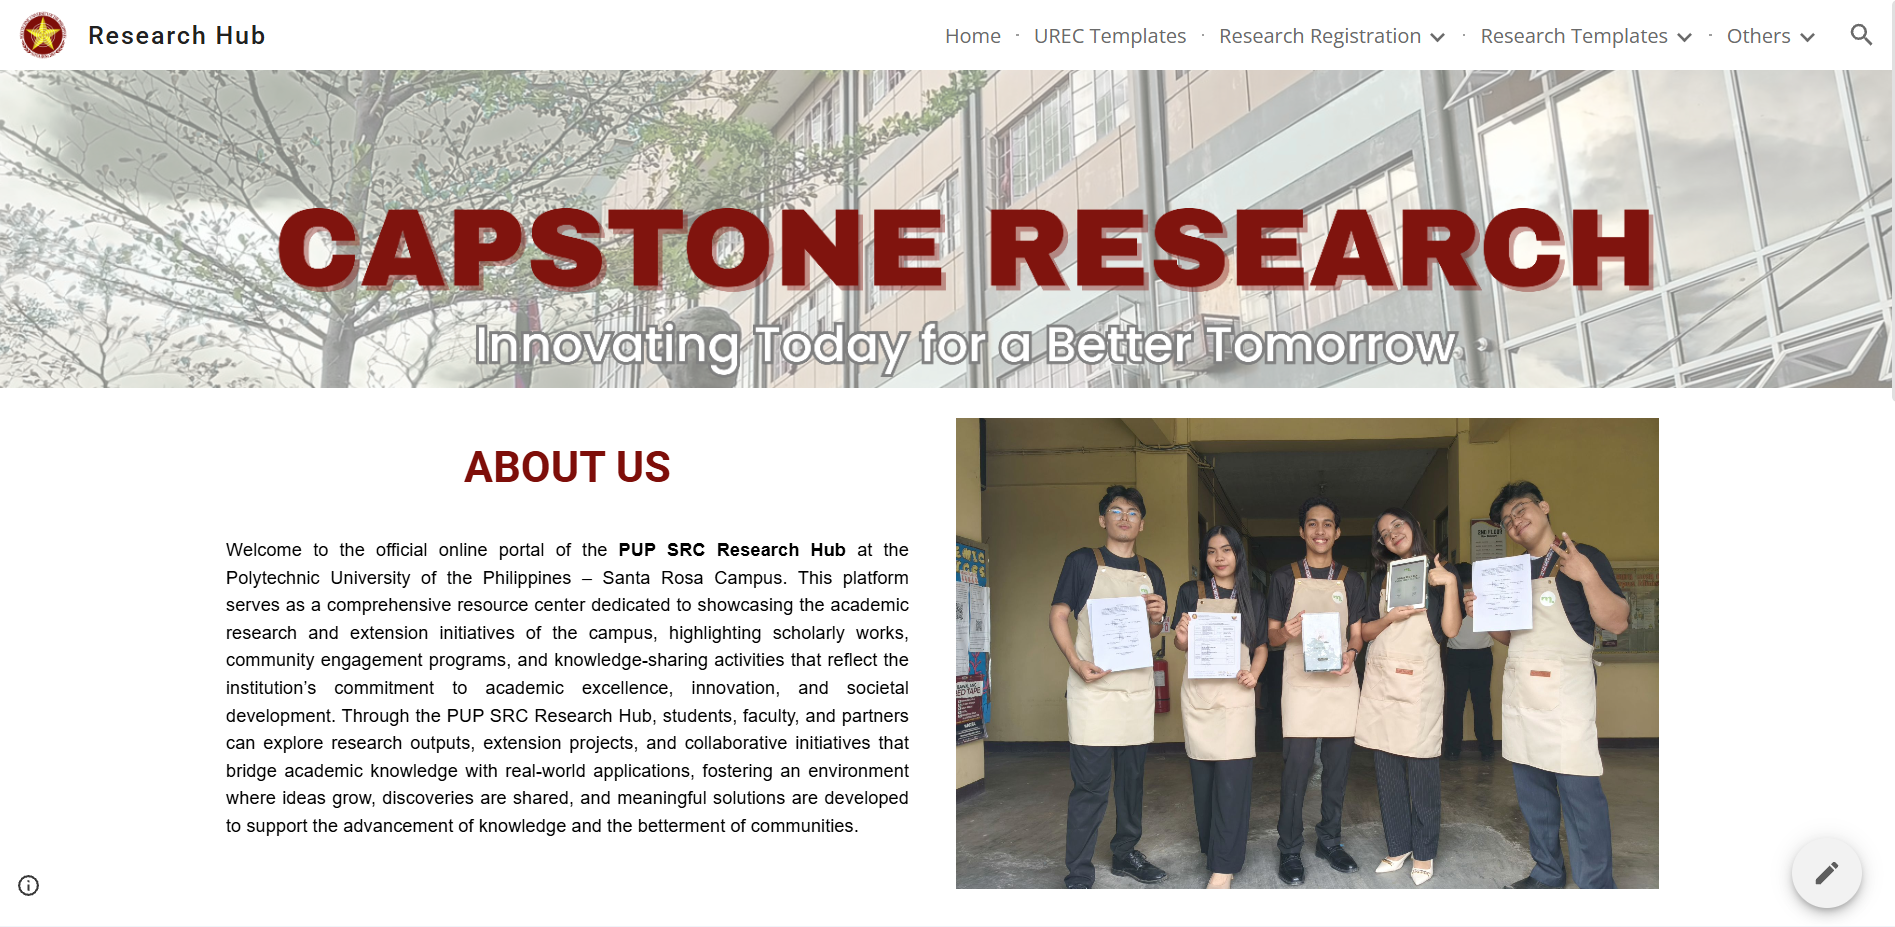 Research Hub
Home · UREC Templates · Research Registration · Research Templates · Others
CAPSTONE RESEARCH
Innovating Today for a Better Tomorrow
ABOUT US
Welcome to the official online portal of the PUP SRC Research Hub at the
Polytechnic University of the Philippines – Santa Rosa Campus. This platform
serves as a comprehensive resource center dedicated to showcasing the academic
research and extension initiatives of the campus, highlighting scholarly works,
community engagement programs, and knowledge-sharing activities that reflect the
institution’s commitment to academic excellence, innovation, and societal
development. Through the PUP SRC Research Hub, students, faculty, and partners
can explore research outputs, extension projects, and collaborative initiatives that
bridge academic knowledge with real-world applications, fostering an environment
where ideas grow, discoveries are shared, and meaningful solutions are developed
to support the advancement of knowledge and the betterment of communities.